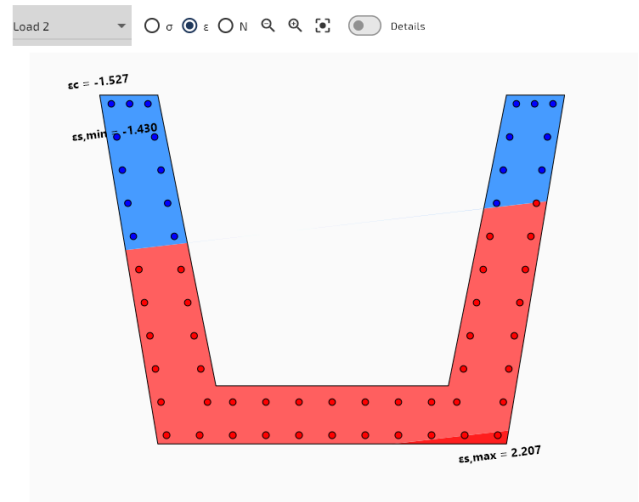 Load 2 σ ε N Details
εc = -1.527
εs,min = -1.430
εs,max = 2.207